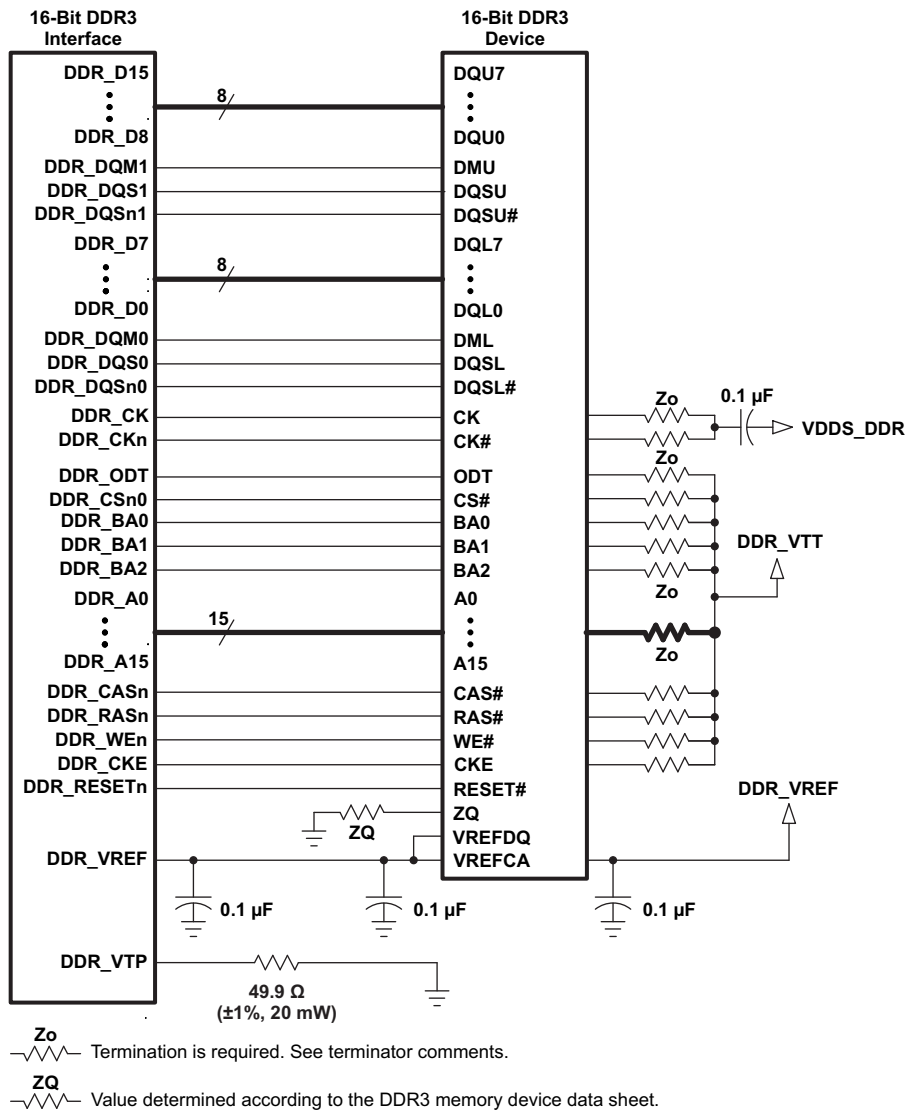 16-Bit DDR3
Interface
16-Bit DDR3
Device
DDR_D15
8
DQU7
DDR_D8
DQU0
DDR_DQM1
DMU
DDR_DQS1
DQSU
DDR_DQSn1
DQSU#
DDR_D7
8
DQL7
DDR_D0
DQL0
DDR_DQM0
DML
DDR_DQS0
DQSL
DDR_DQSn0
DQSL#
Zo
0.1 µF
DDR_CK
CK
VDDS_DDR
DDR_CKn
CK#
Zo
DDR_ODT
ODT
DDR_CSn0
CS#
DDR_BA0
BA0
DDR_BA1
BA1
DDR_VTT
DDR_BA2
BA2
Zo
DDR_A0
A0
15
Zo
DDR_A15
A15
DDR_CASn
CAS#
DDR_RASn
RAS#
DDR_WEn
WE#
DDR_CKE
CKE
DDR_RESETn
RESET#
DDR_VREF
ZQ
ZQ
VREFDQ
DDR_VREF
VREFCA
0.1 µF
0.1 µF
0.1 µF
DDR_VTP
49.9 Ω
(±1%, 20 mW)
Zo
Termination is required. See terminator comments.
ZQ
Value determined according to the DDR3 memory device data sheet.